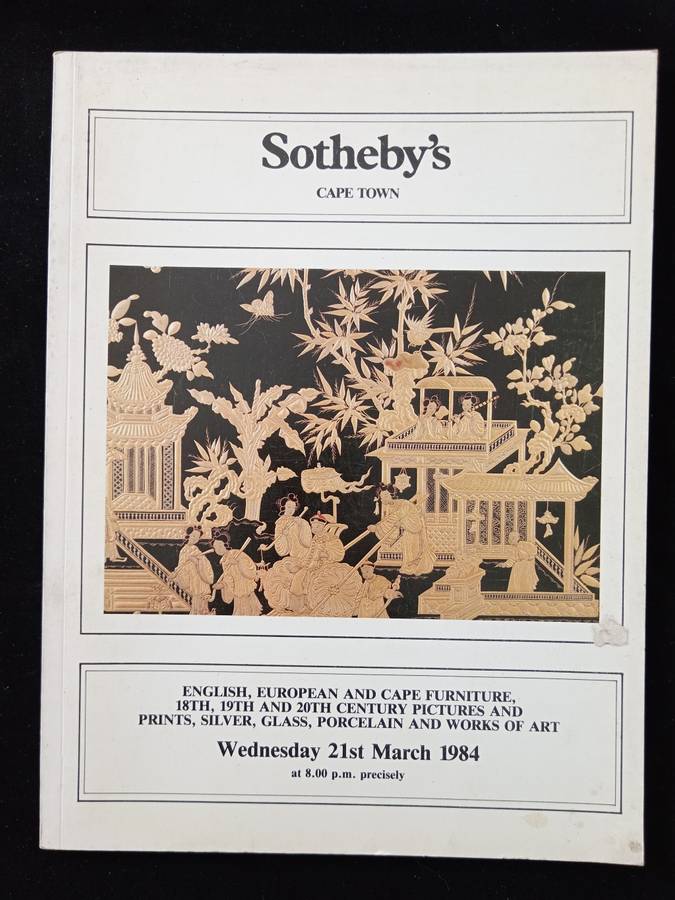 Sotheby's
CAPE TOWN
ENGLISH, EUROPEAN AND CAPE FURNITURE,
18TH, 19TH AND 20TH CENTURY PICTURES AND
PRINTS, SILVER, GLASS, PORCELAIN AND WORKS OF ART
Wednesday 21st March 1984
at 8.00 p.m. precisely